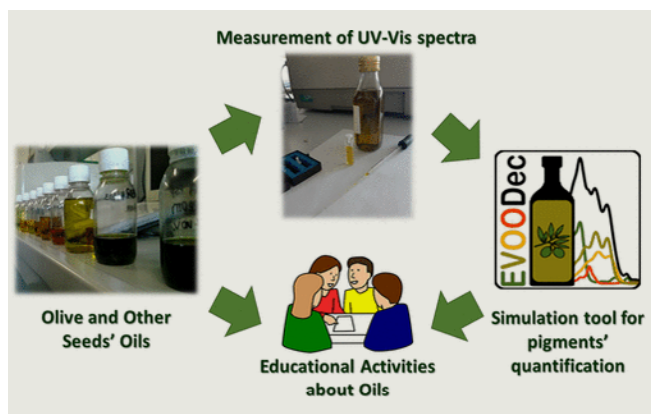 Measurement of UV-Vis spectra
EVOODec
Olive and Other
Seeds' Oils
Educational Activities
about Oils
Simulation tool for
pigments'
quantification